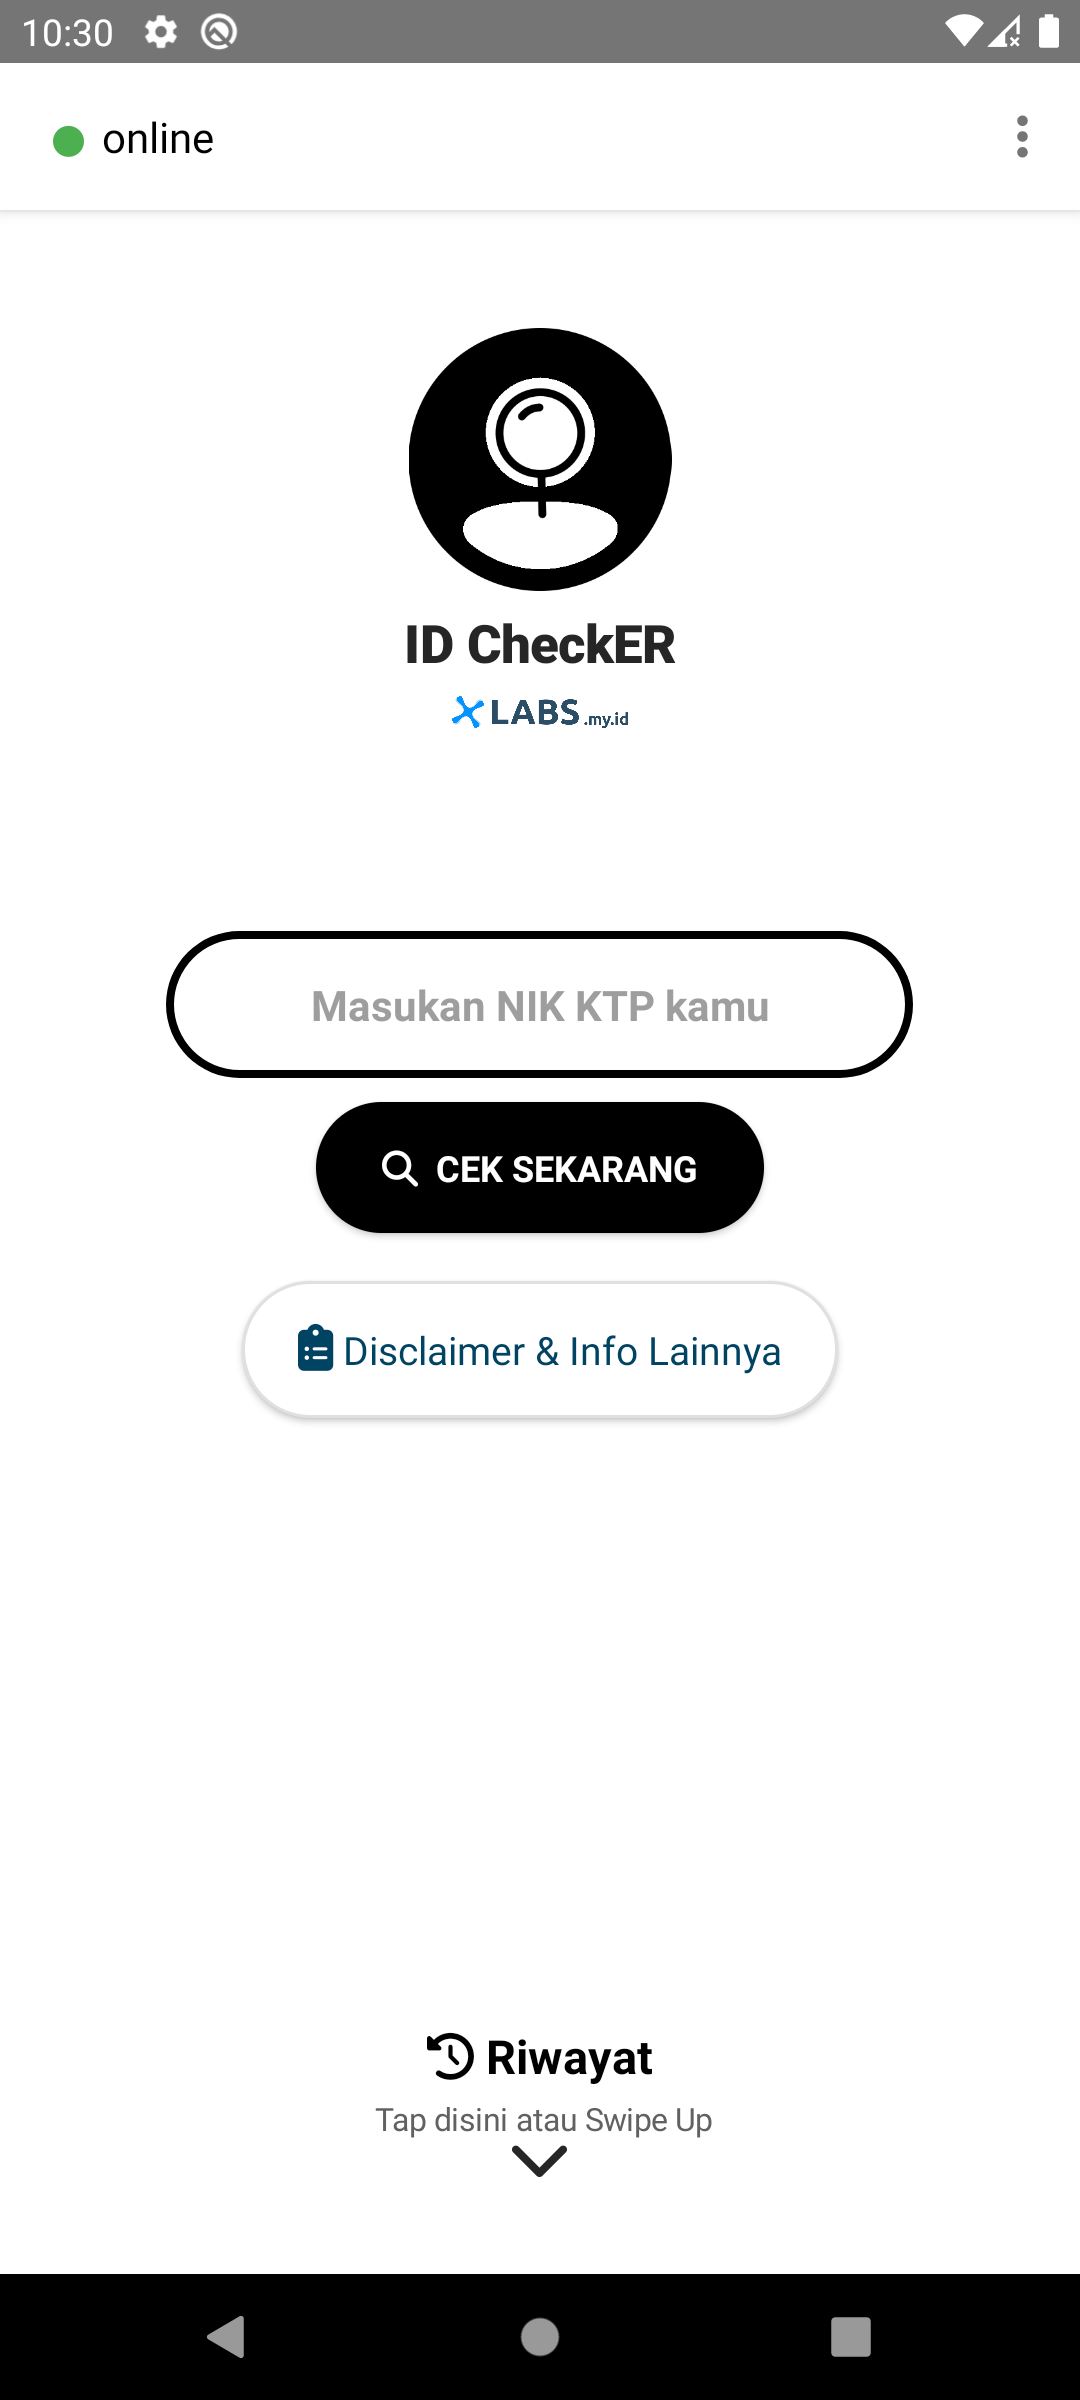 10:30
online
ID CheckER
LABS.my.id
Masukan NIK KTP kamu
CEK SEKARANG
Disclaimer & Info Lainnya
Riwayat
Tap disini atau Swipe Up